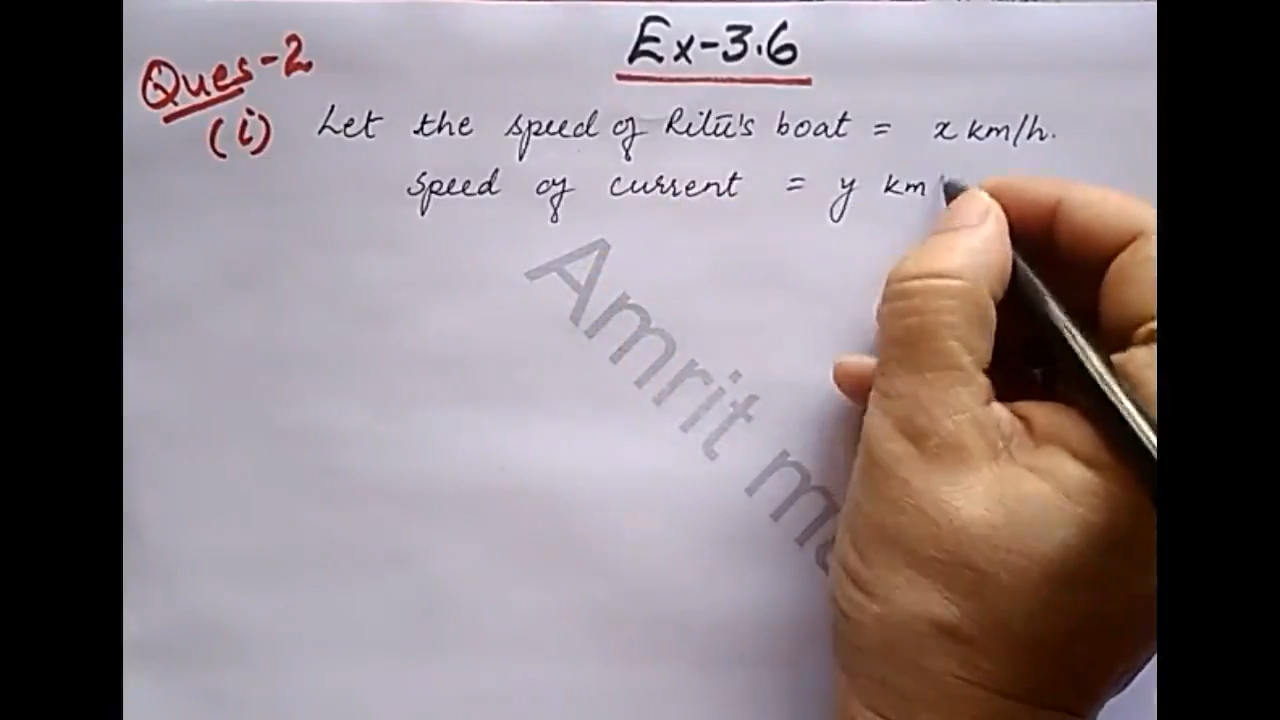 Ex-3.6
Ques-2
(i) Let the speed of Ritu's boat = x km/h.
speed of current = y km
Amrit